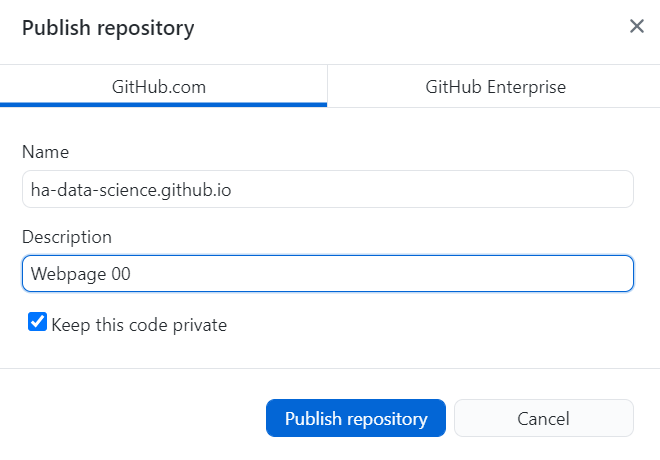 Publish repository
GitHub.com
GitHub Enterprise
Name
ha-data-science.github.io
Description
Webpage 00
Keep this code private
Publish repository
Cancel